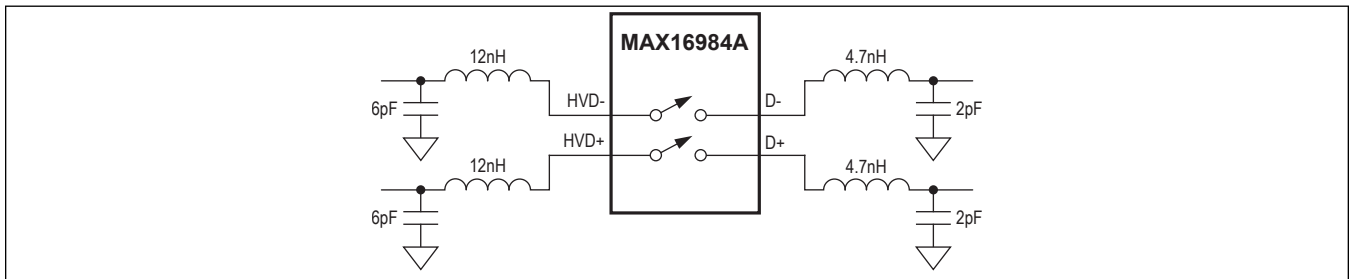 MAX16984A
12nH
4.7nH
6pF
HVD-
D-
2pF
HVD+
D+
12nH
4.7nH
6pF
2pF